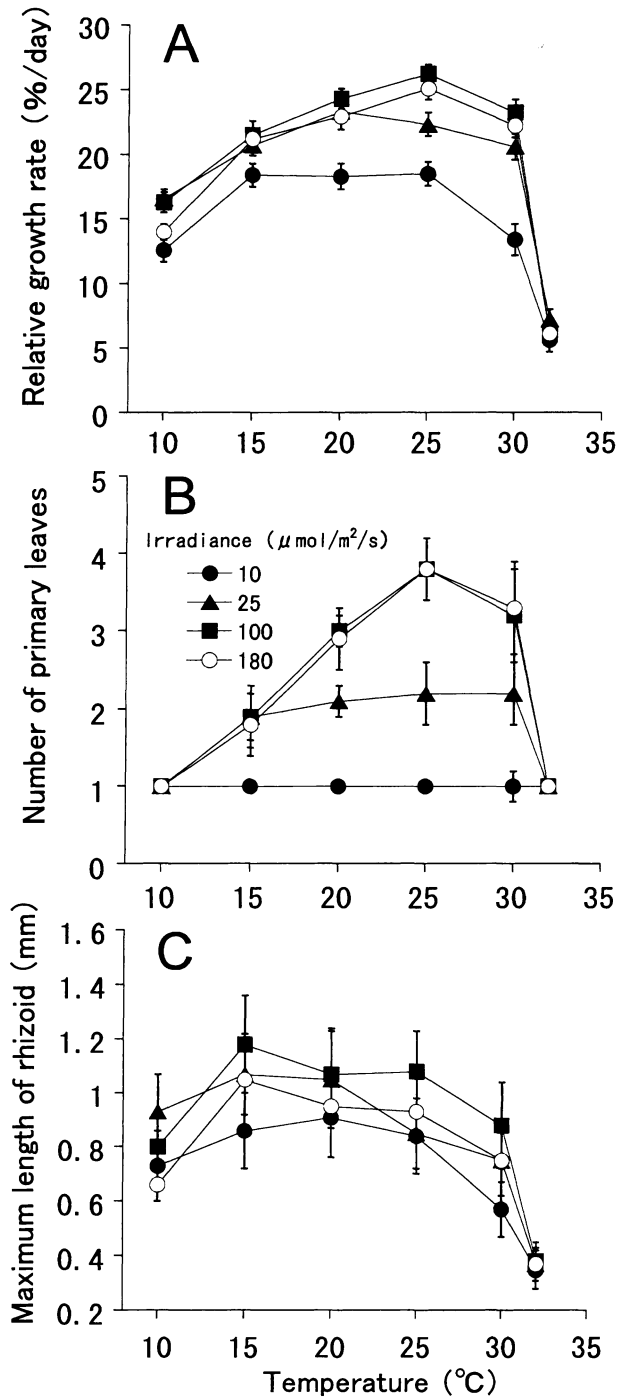 Relative growth rate (%/day)
A
30
25
20
15
10
5
0
10 15 20 25 30 35
Number of primary leaves
B
5
4
3
2
1
0
Irradiance (μmol/m²/s)
10
25
100
180
10 15 20 25 30 35
Maximum length of rhizoid (mm)
C
1.6
1.4
1.2
1
0.8
0.6
0.4
0.2
10 15 20 25 30 35
Temperature (℃)